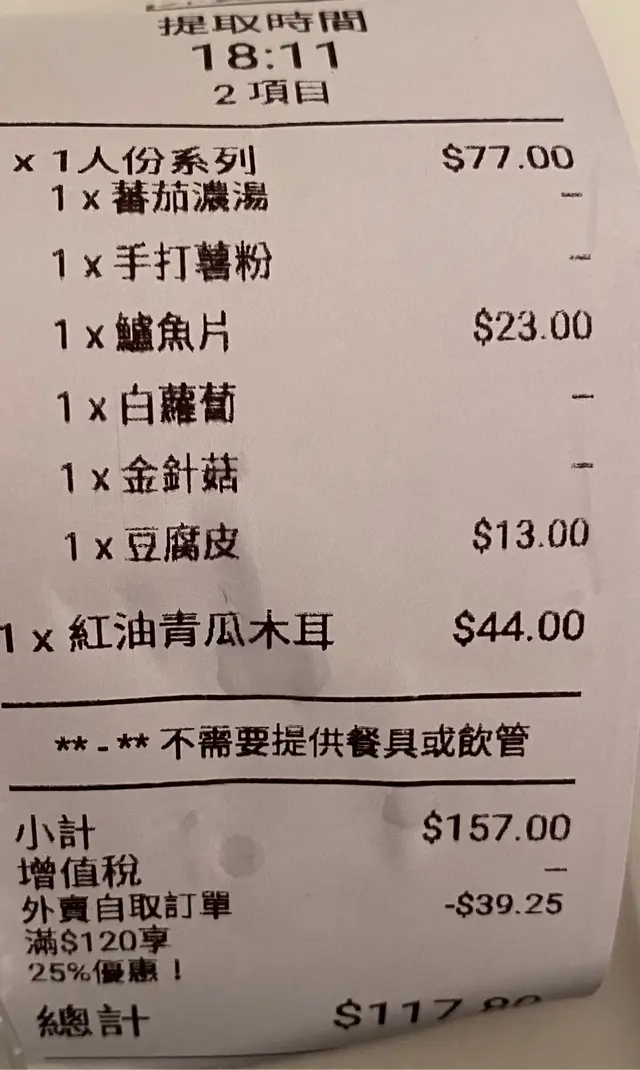 提取時間
18:11
2 項目
x 1人份系列 $77.00
1 x 蕃茄濃湯 –
1 x 手打薯粉 –
1 x 鱸魚片 $23.00
1 x 白蘿蔔 –
1 x 金針菇 –
1 x 豆腐皮 $13.00
1 x 紅油青瓜木耳 $44.00
** - ** 不需要提供餐具或飲管
小計 $157.00
增值稅 –
外賣自取訂單 -$39.25
滿$120享
25%優惠！
總計